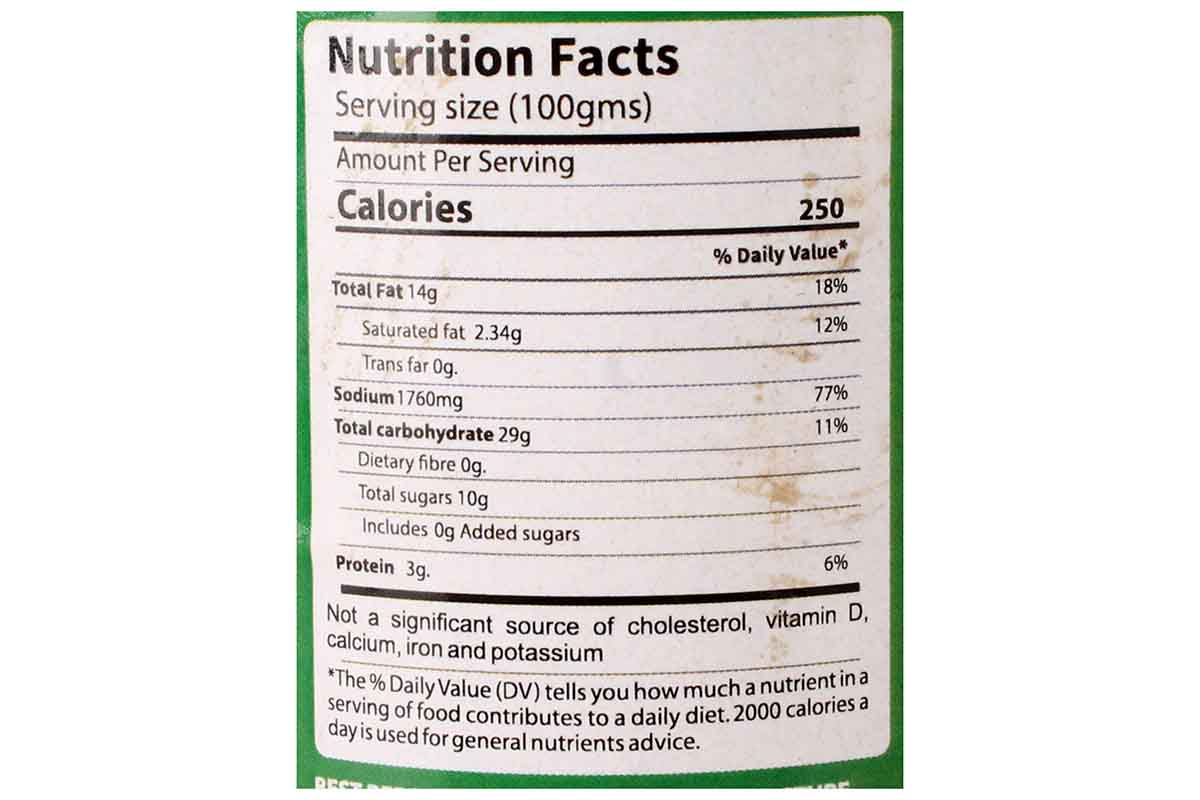 Nutrition Facts
Serving size (100gms)
Amount Per Serving
Calories 250
% Daily Value*
Total Fat 14g 18%
Saturated fat 2.34g 12%
Trans far 0g.
Sodium 1760mg 77%
Total carbohydrate 29g 11%
Dietary fibre 0g.
Total sugars 10g
Includes 0g Added sugars
Protein 3g. 6%
Not a significant source of cholesterol, vitamin D,
calcium, iron and potassium
*The % Daily Value (DV) tells you how much a nutrient in a
serving of food contributes to a daily diet. 2000 calories a
day is used for general nutrients advice.